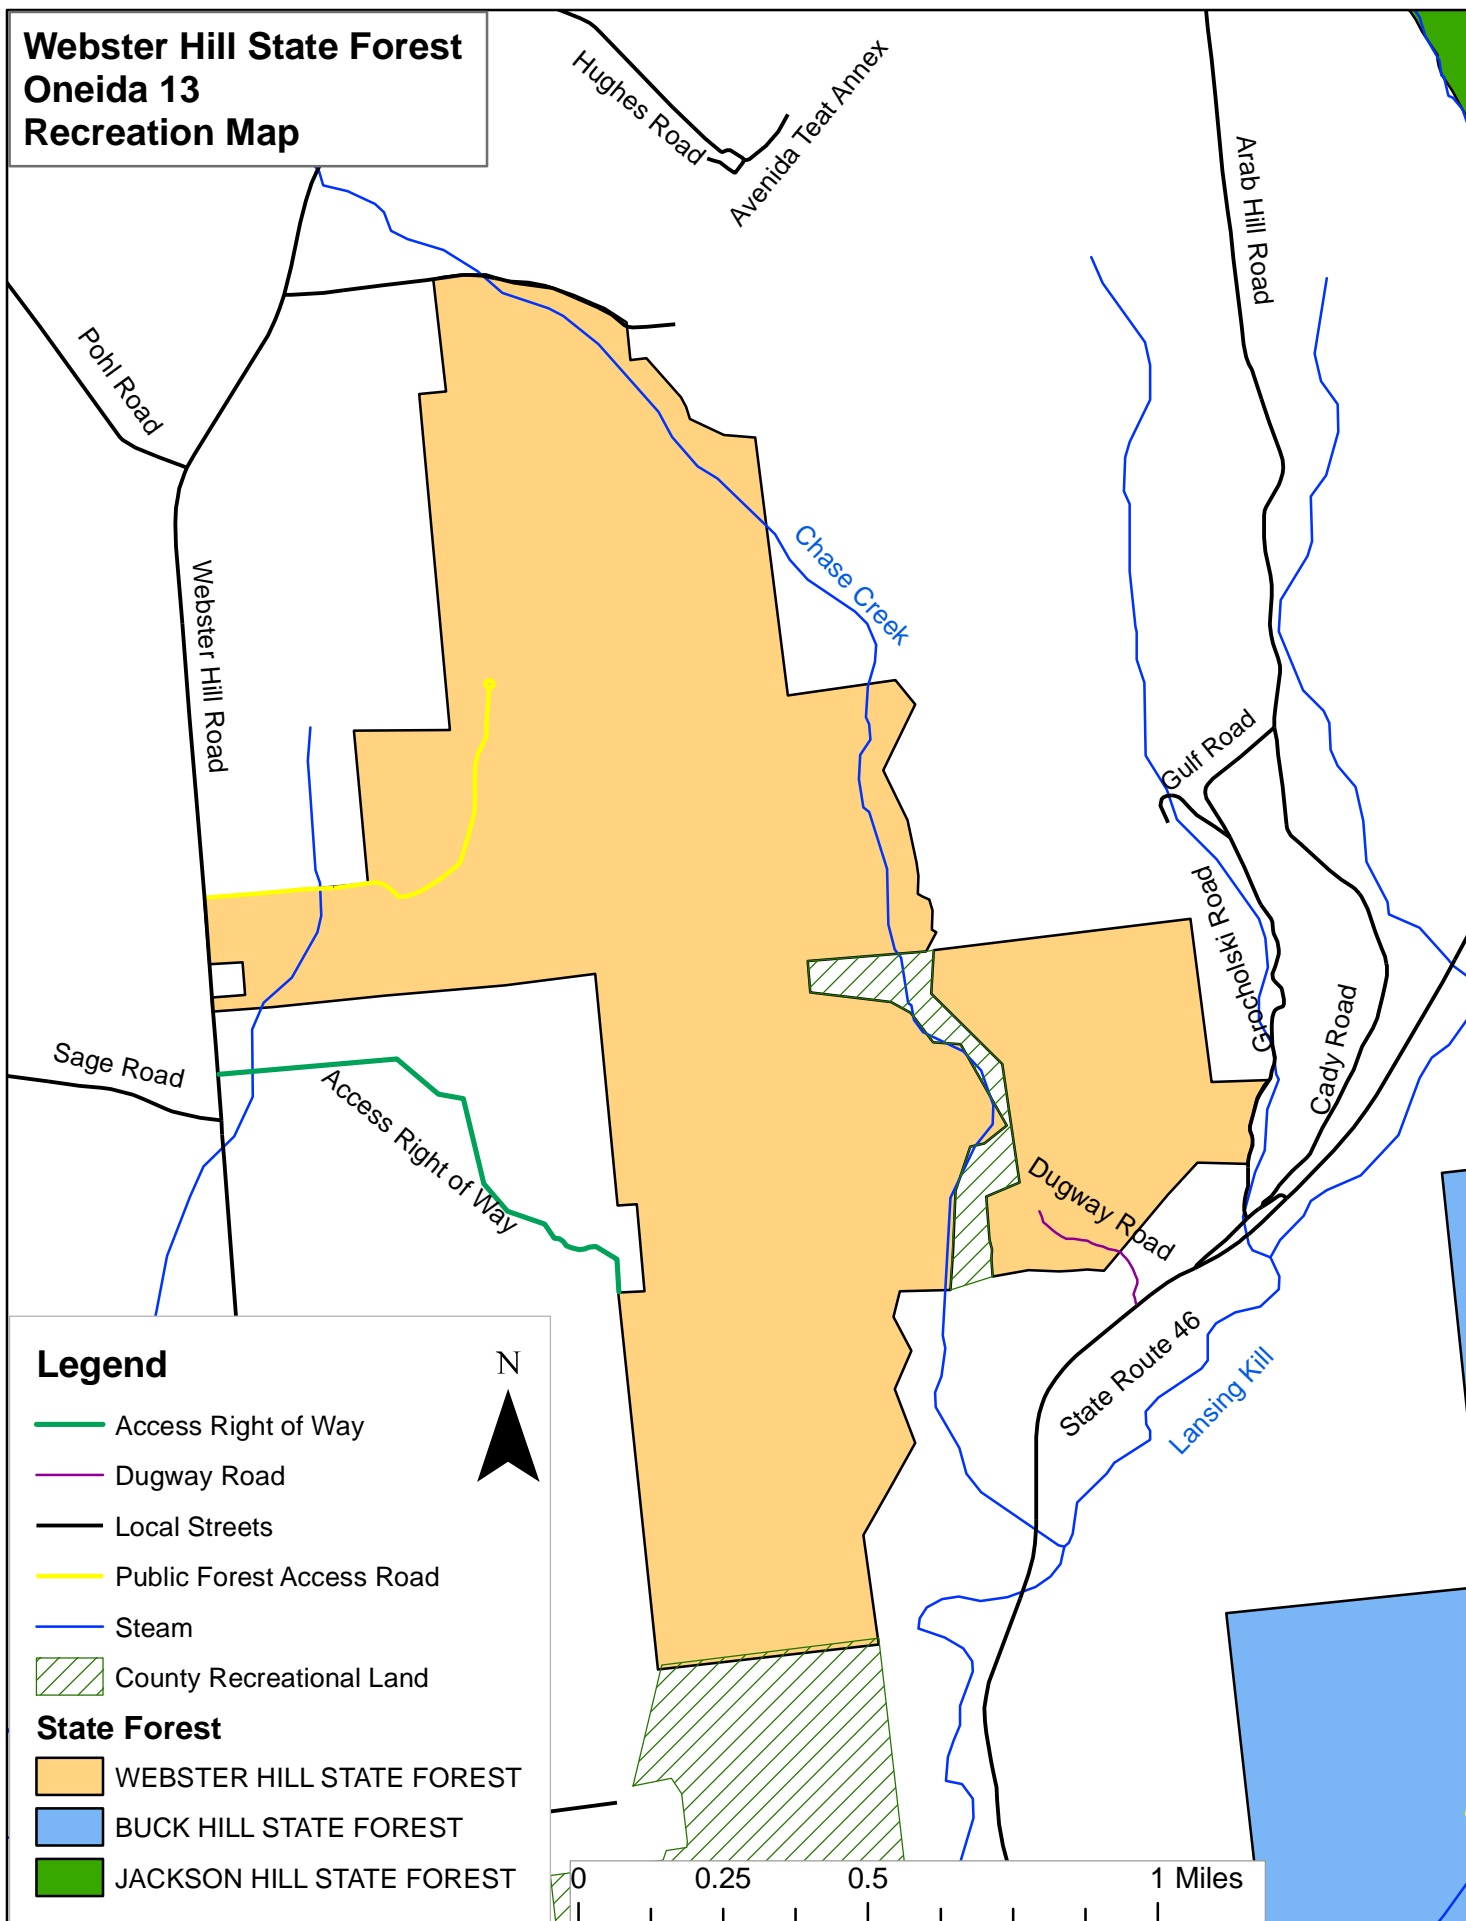 Webster Hill State Forest
Oneida 13
Recreation Map
Hughes Road
Avenida Teat Annex
Arab Hill Road
Pohl Road
Chase Creek
Webster Hill Road
Gulf Road
Grocholski Road
Cady Road
Sage Road
Access Right of Way
Dugway Road
State Route 46
Lansing Kill
Legend
N
Access Right of Way
Dugway Road
Local Streets
Public Forest Access Road
Steam
County Recreational Land
State Forest
WEBSTER HILL STATE FOREST
BUCK HILL STATE FOREST
JACKSON HILL STATE FOREST
0 0.25 0.5 1 Miles